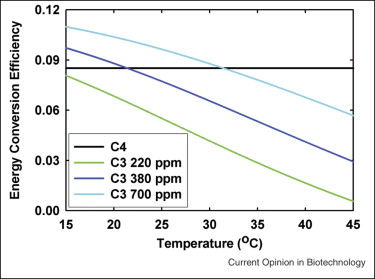 0.12
0.09
0.06
0.03
0.00
Energy Conversion Efficiency
C4
C3 220 ppm
C3 380 ppm
C3 700 ppm
15 20 25 30 35 40 45
Temperature (°C)
Current Opinion in Biotechnology